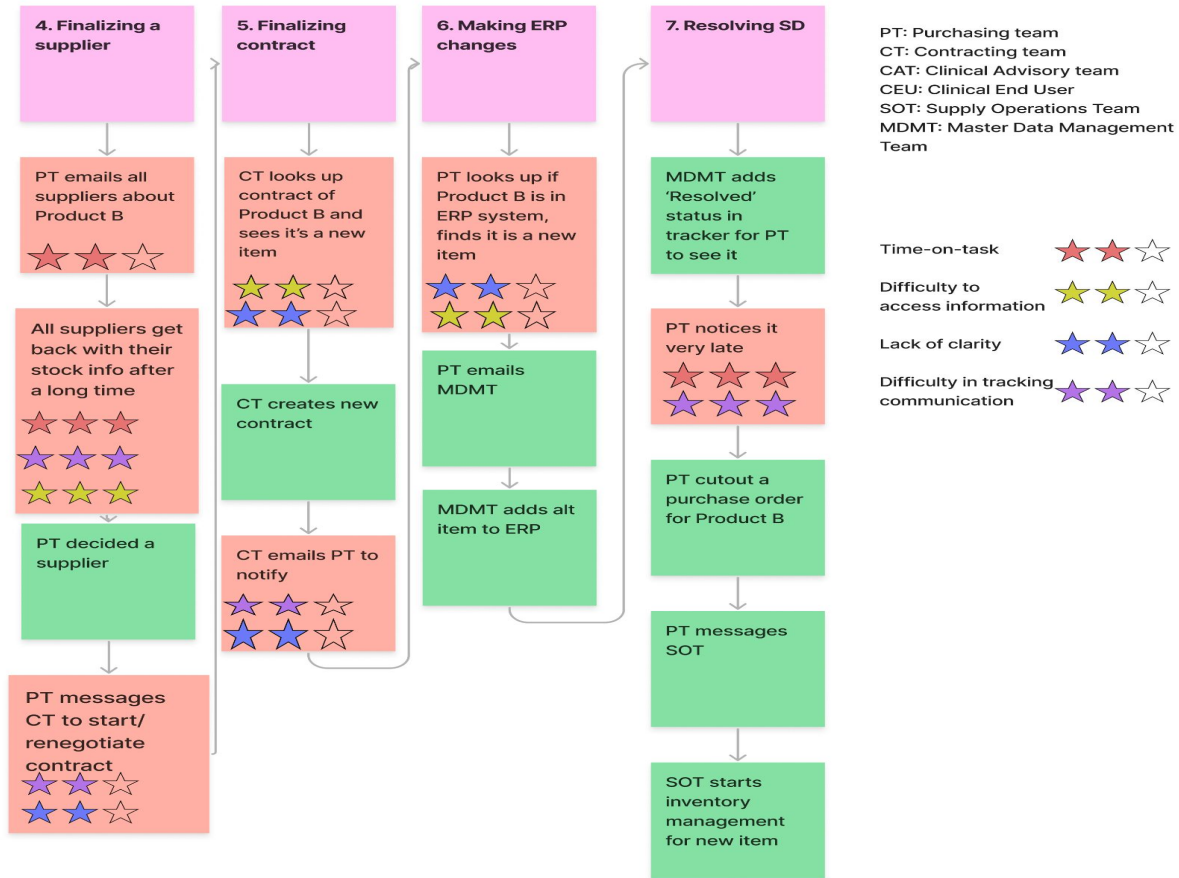 4. Finalizing a
supplier
PT emails all
suppliers about
Product B
All suppliers get
back with their
stock info after
a long time
PT decided a
supplier
PT messages
CT to start/
renegotiate
contract
5. Finalizing
contract
CT looks up
contract of
Product B and
sees it's a new
item
CT creates new
contract
CT emails PT to
notify
6. Making ERP
changes
PT looks up if
Product B is in
ERP system,
finds it is a new
item
PT emails
MDMT
MDMT adds alt
item to ERP
7. Resolving SD
MDMT adds
‘Resolved’
status in
tracker for PT
to see it
PT notices it
very late
PT cutout a
purchase order
for Product B
PT messages
SOT
SOT starts
inventory
management
for new item
PT: Purchasing team
CT: Contracting team
CAT: Clinical Advisory team
CEU: Clinical End User
SOT: Supply Operations Team
MDMT: Master Data Management
Team
Time-on-task
Difficulty to
access information
Lack of clarity
Difficulty in tracking
communication